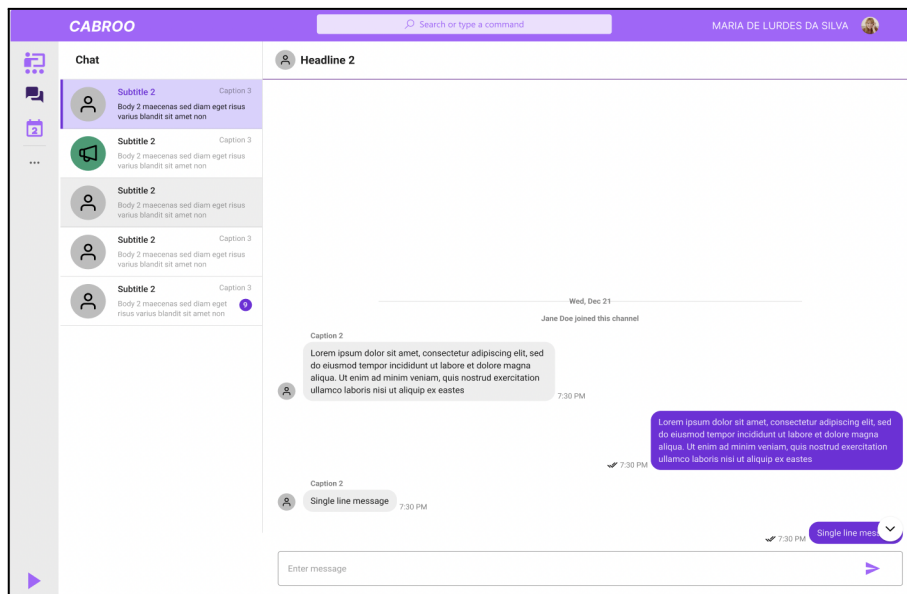 CABROO
Search or type a command
MARIA DE LURDES DA SILVA
Chat
Subtitle 2
Caption 3
Body 2 maecenas sed diam eget risus
varius blandit sit amet non
Subtitle 2
Caption 3
Body 2 maecenas sed diam eget risus
varius blandit sit amet non
Subtitle 2
Body 2 maecenas sed diam eget risus
varius blandit sit amet non
Subtitle 2
Caption 3
Body 2 maecenas sed diam eget risus
varius blandit sit amet non
Subtitle 2
Caption 3
Body 2 maecenas sed diam eget
risus varius blandit sit amet non
9
2
Headline 2
Wed, Dec 21
Jane Doe joined this channel
Caption 2
Lorem ipsum dolor sit amet, consectetur adipiscing elit, sed
do eiusmod tempor incididunt ut labore et dolore magna
aliqua. Ut enim ad minim veniam, quis nostrud exercitation
ullamco laboris nisi ut aliquip ex eastes
7:30 PM
Lorem ipsum dolor sit amet, consectetur adipiscing elit, sed
do eiusmod tempor incididunt ut labore et dolore magna
aliqua. Ut enim ad minim veniam, quis nostrud exercitation
ullamco laboris nisi ut aliquip ex eastes
7:30 PM
Caption 2
Single line message
7:30 PM
7:30 PM
Single line mes
Enter message